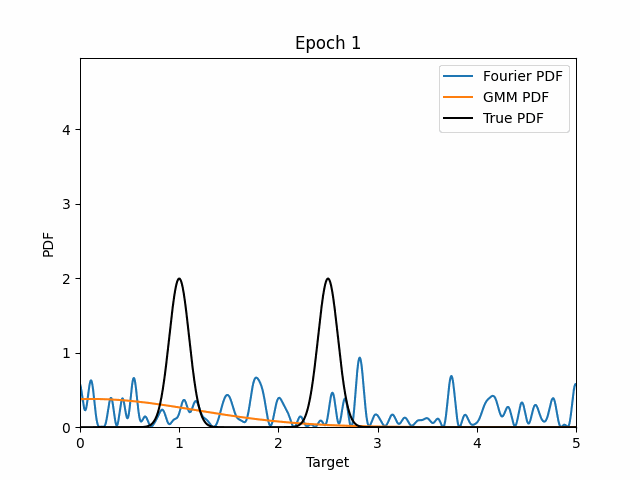 Epoch 1
Fourier PDF
GMM PDF
True PDF
4
3
2
1
0
PDF
0 1 2 3 4 5
Target